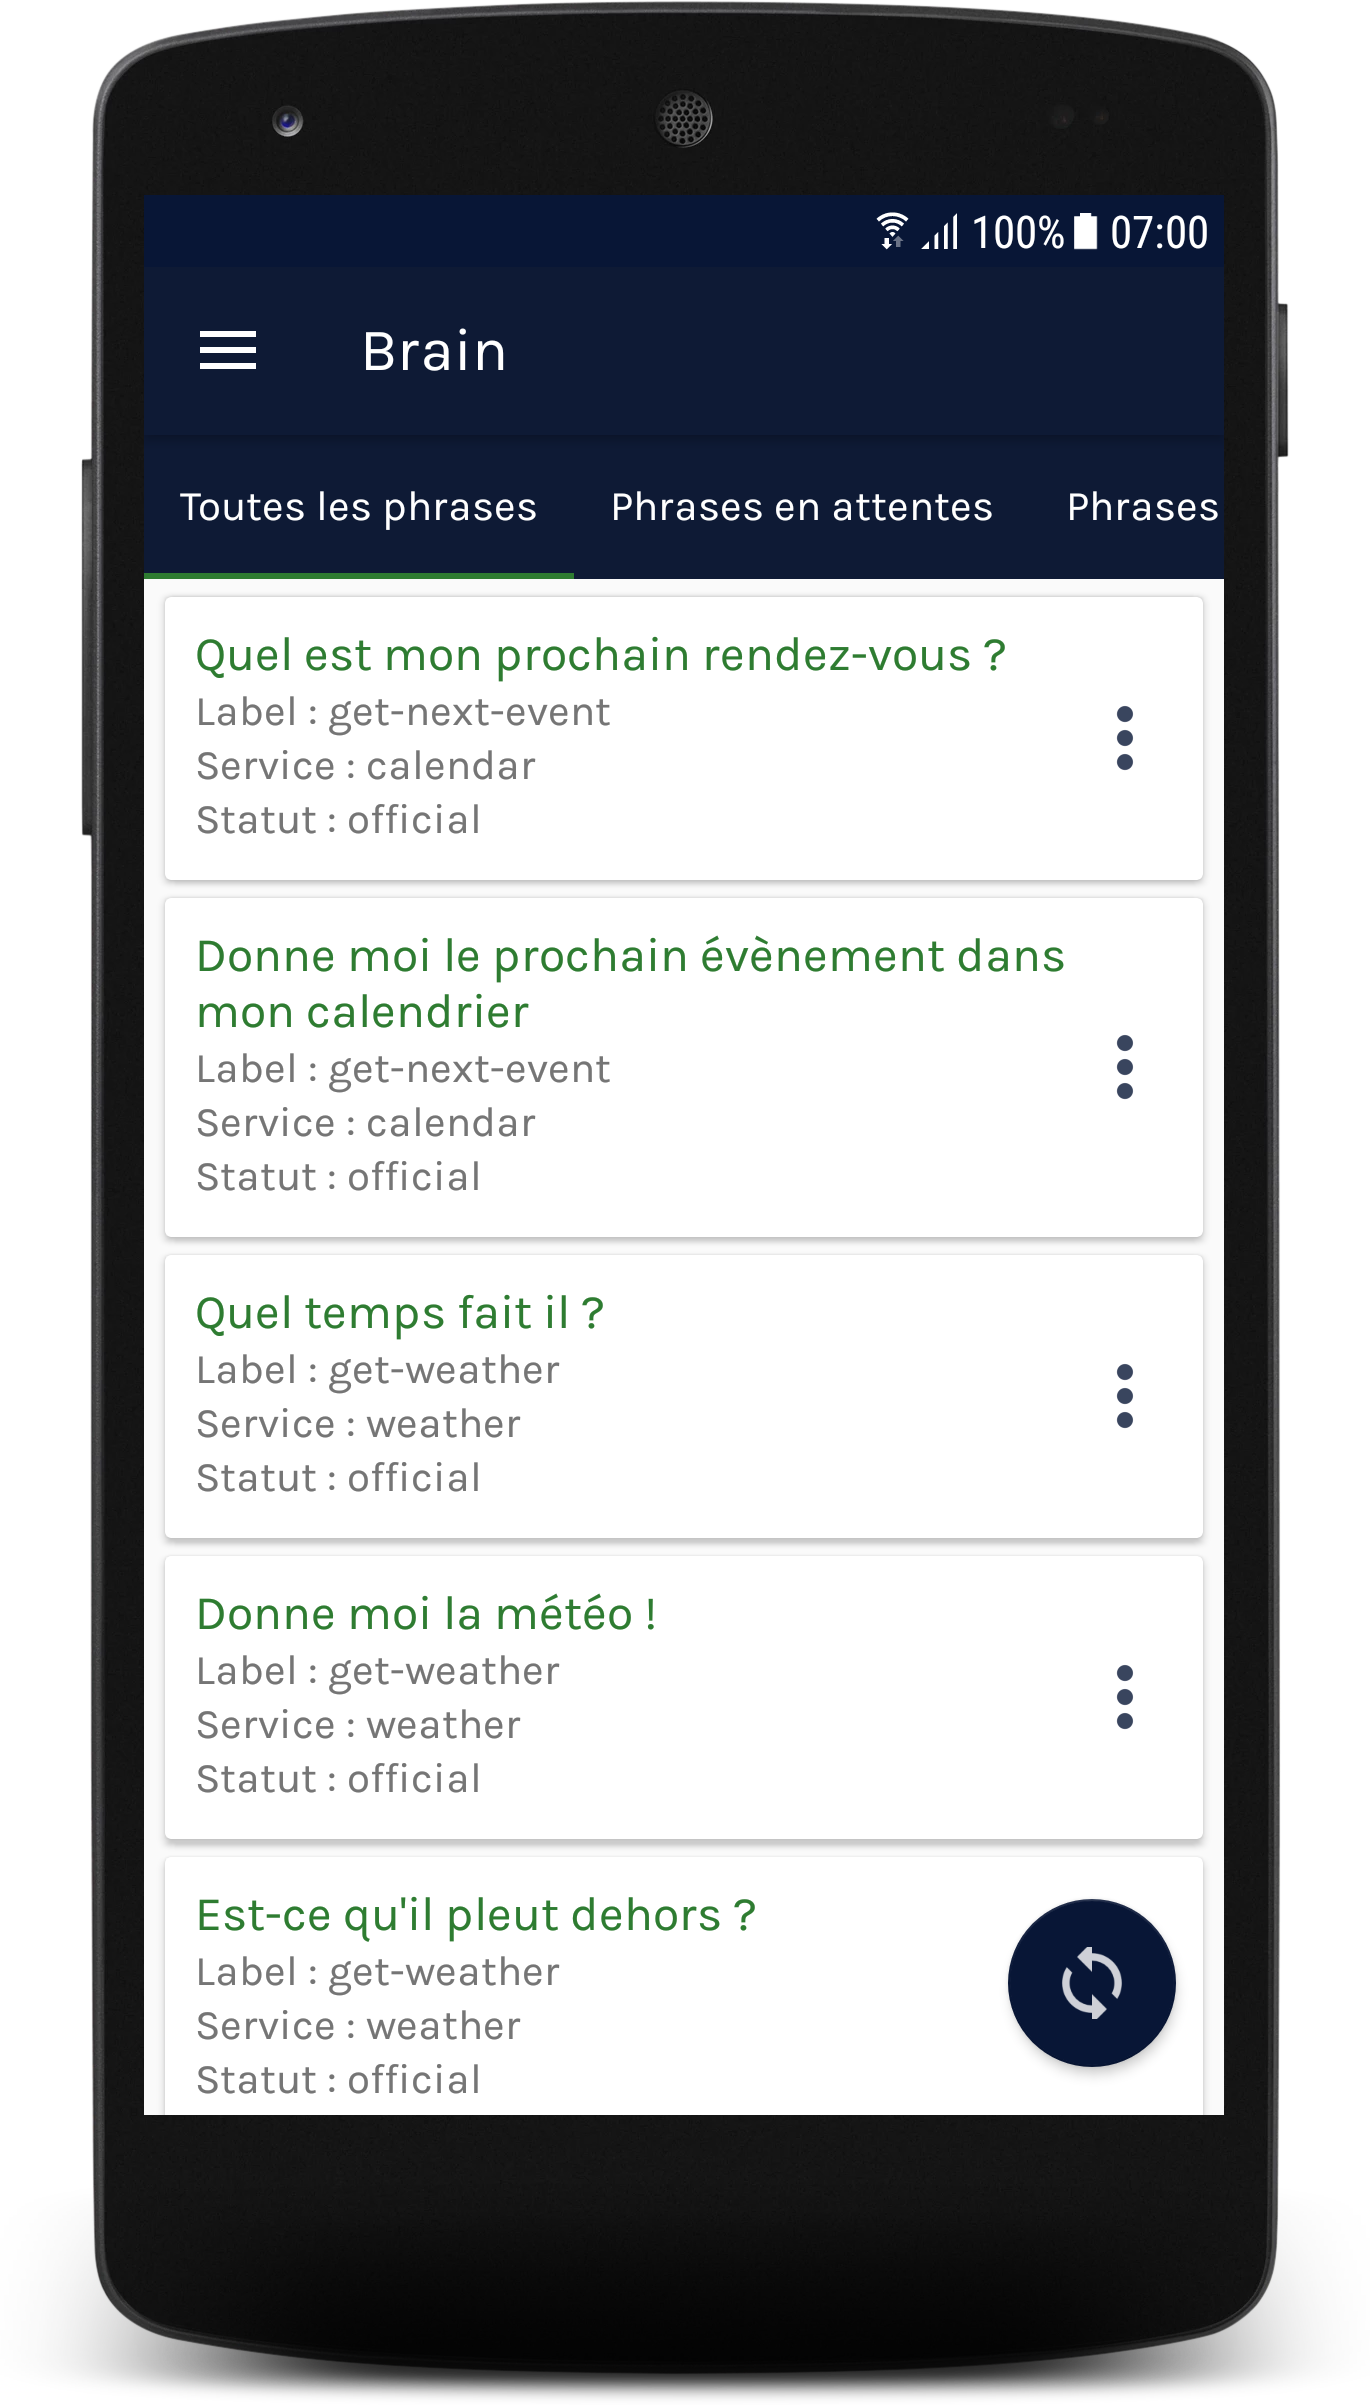 100% 07:00
Brain
Toutes les phrases Phrases en attentes Phrases
Quel est mon prochain rendez-vous ?
Label : get-next-event
Service : calendar
Statut : official
Donne moi le prochain évènement dans
mon calendrier
Label : get-next-event
Service : calendar
Statut : official
Quel temps fait il ?
Label : get-weather
Service : weather
Statut : official
Donne moi la météo !
Label : get-weather
Service : weather
Statut : official
Est-ce qu'il pleut dehors ?
Label : get-weather
Service : weather
Statut : official